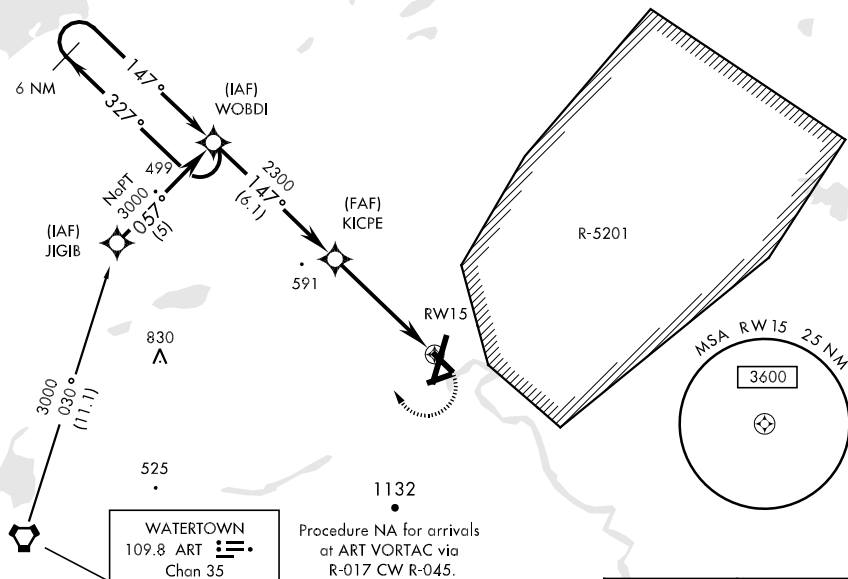 6 NM
147°
327°
(IAF)
WOBDI
499
NoPT
3000
057°
(5)
(IAF)
JIGIB
2300
147°
(6.1)
(FAF)
KICPE
591
R-5201
RW15
830
MSA RW15 25 NM
3600
3000
030°
(11.1)
525
1132
WATERTOWN
109.8 ART
Chan 35
Procedure NA for arrivals
at ART VORTAC via
R-017 CW R-045.